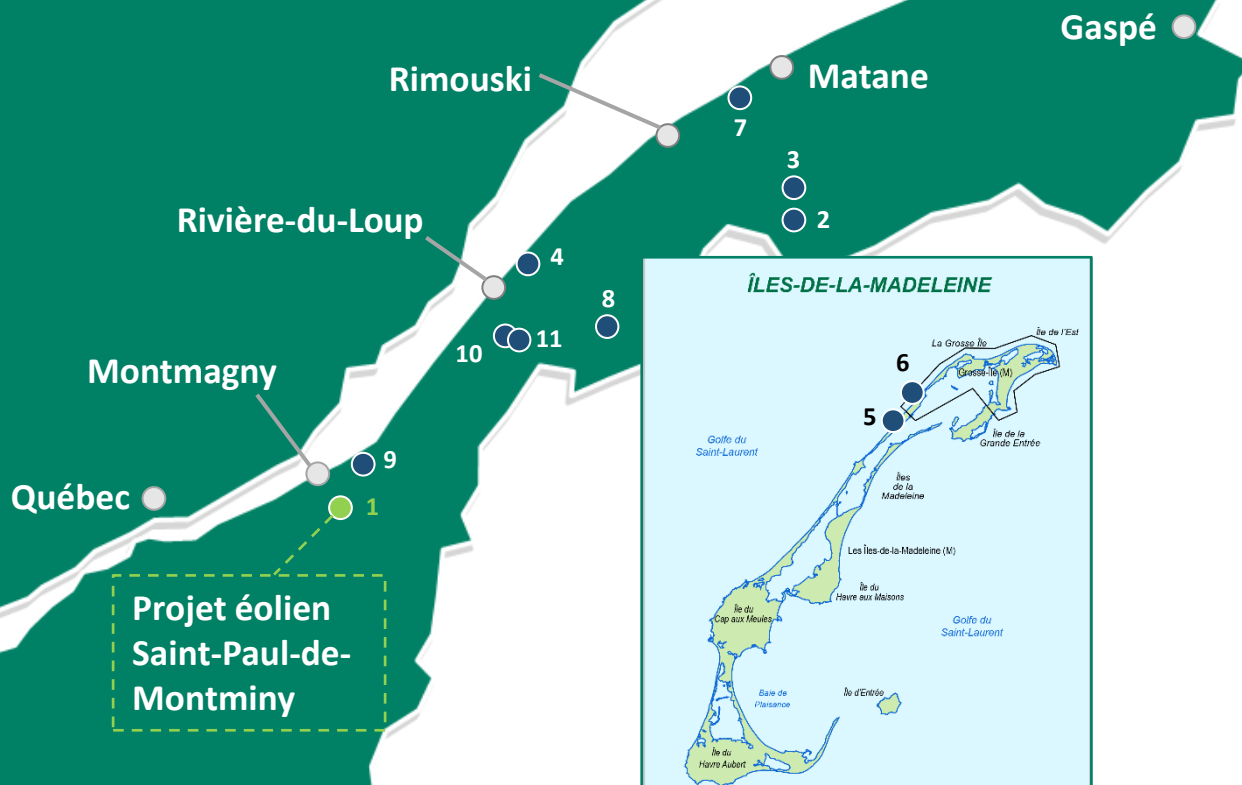 Gaspé
Rimouski
Matane
7
3
2
Rivière-du-Loup
4
8
10
11
Montmagny
9
Québec
1
Projet éolien
Saint-Paul-de-
Montminy
ÎLES-DE-LA-MADELEINE
Île de l'Est
La Grosse Île
Grosse-Île (M)
6
5
Île de la
Grande Entrée
Golfe du
Saint-Laurent
Îles
de la
Madeleine
Les Îles-de-la-Madeleine (M)
Île du
Havre aux Maisons
Île du
Cap aux Meules
Golfe du
Saint-Laurent
Baie de
Plaisance
Île d'Entrée
Île du
Havre Aubert